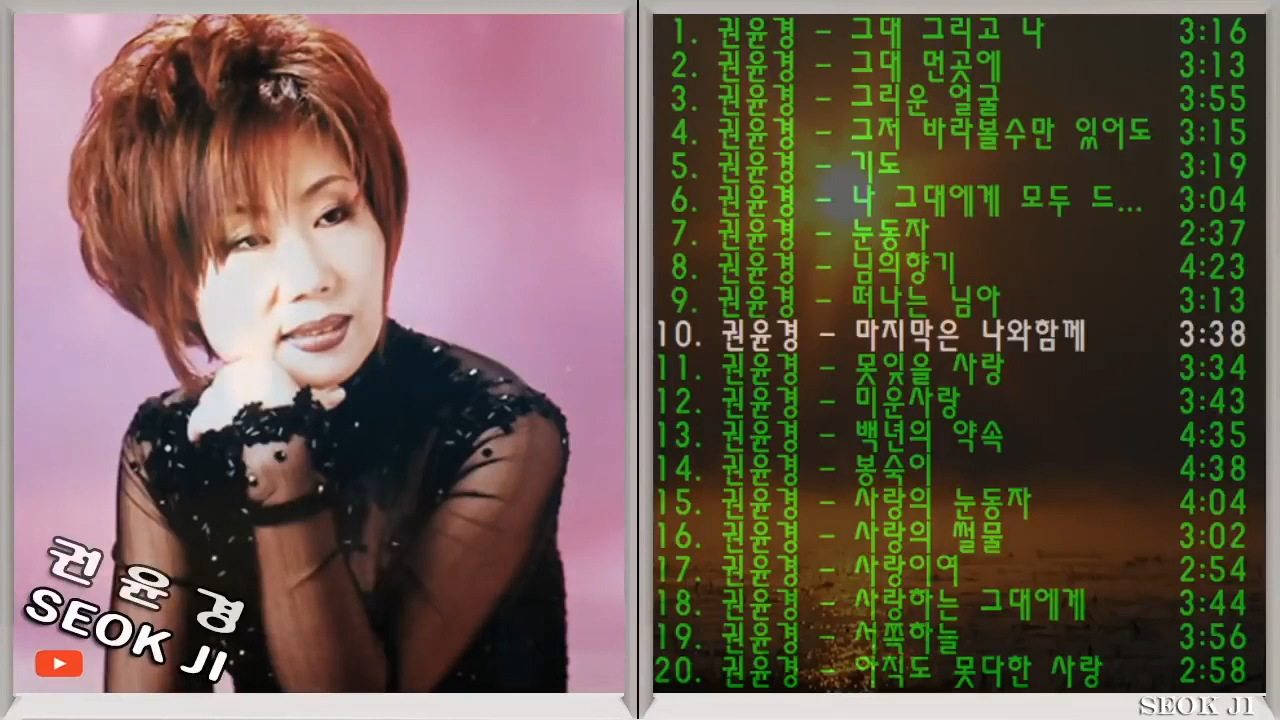 권윤경
SEOK JI
1. 권윤경 - 그대 그리고 나 3:16
2. 권윤경 - 그대 먼곳에 3:13
3. 권윤경 - 그리운 얼굴 3:55
4. 권윤경 - 그저 바라볼수만 있어도 3:15
5. 권윤경 - 기도 3:19
6. 권윤경 - 나 그대에게 모두 드... 3:04
7. 권윤경 - 눈동자 2:37
8. 권윤경 - 님의향기 4:23
9. 권윤경 - 떠나는 님아 3:13
10. 권윤경 - 마지막은 나와함께 3:38
11. 권윤경 - 못잊을 사랑 3:34
12. 권윤경 - 미운사랑 3:43
13. 권윤경 - 백년의 약속 4:35
14. 권윤경 - 봉숙이 4:38
15. 권윤경 - 사랑의 눈동자 4:04
16. 권윤경 - 사랑의 썰물 3:02
17. 권윤경 - 사랑이여 2:54
18. 권윤경 - 사랑하는 그대에게 3:44
19. 권윤경 - 서쪽하늘 3:56
20. 권윤경 - 아직도 못다한 사랑 2:58
SEOK JI